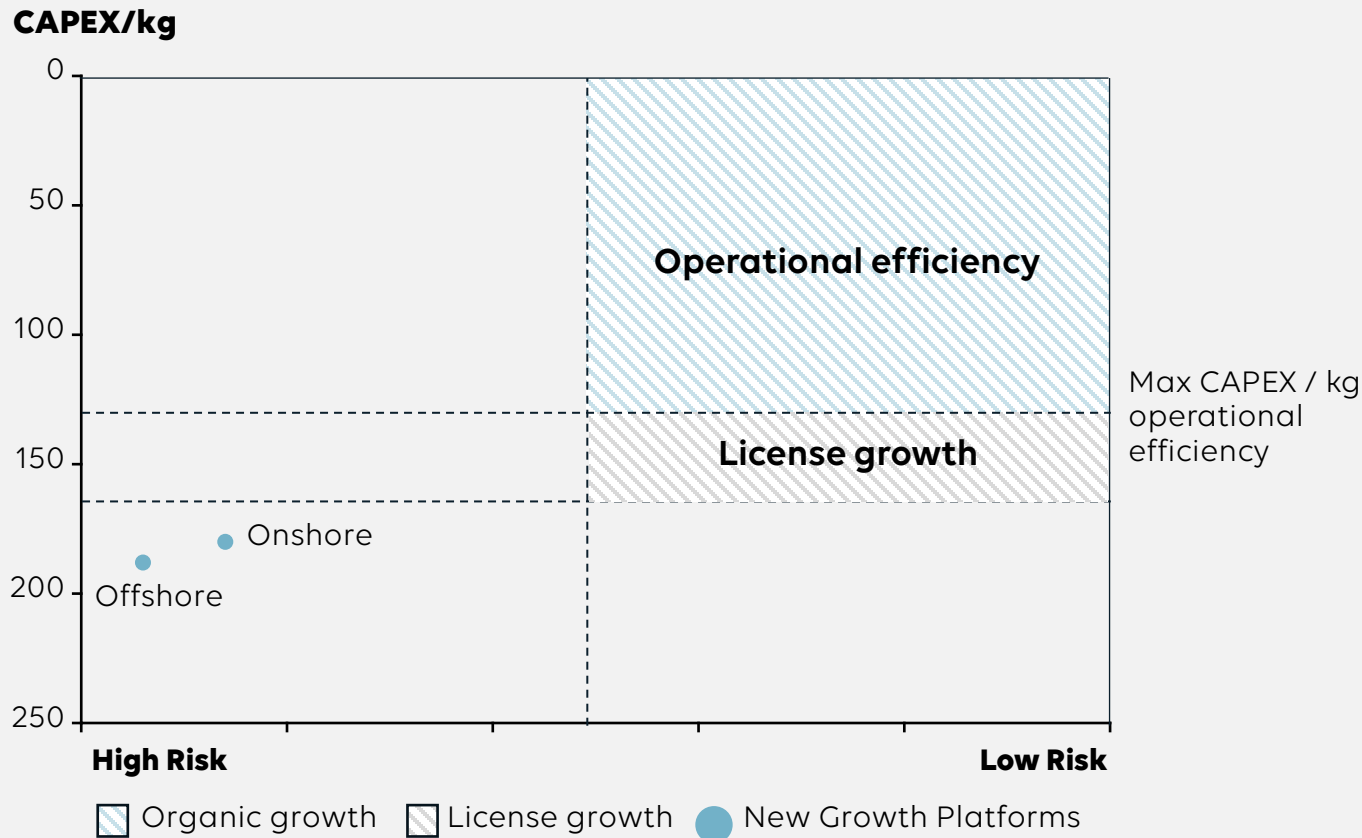 CAPEX/kg
0
50
Operational efficiency
100
Max CAPEX / kg
operational
efficiency
150
License growth
Onshore
200
Offshore
250
High Risk
Low Risk
Organic growth
License growth
New Growth Platforms